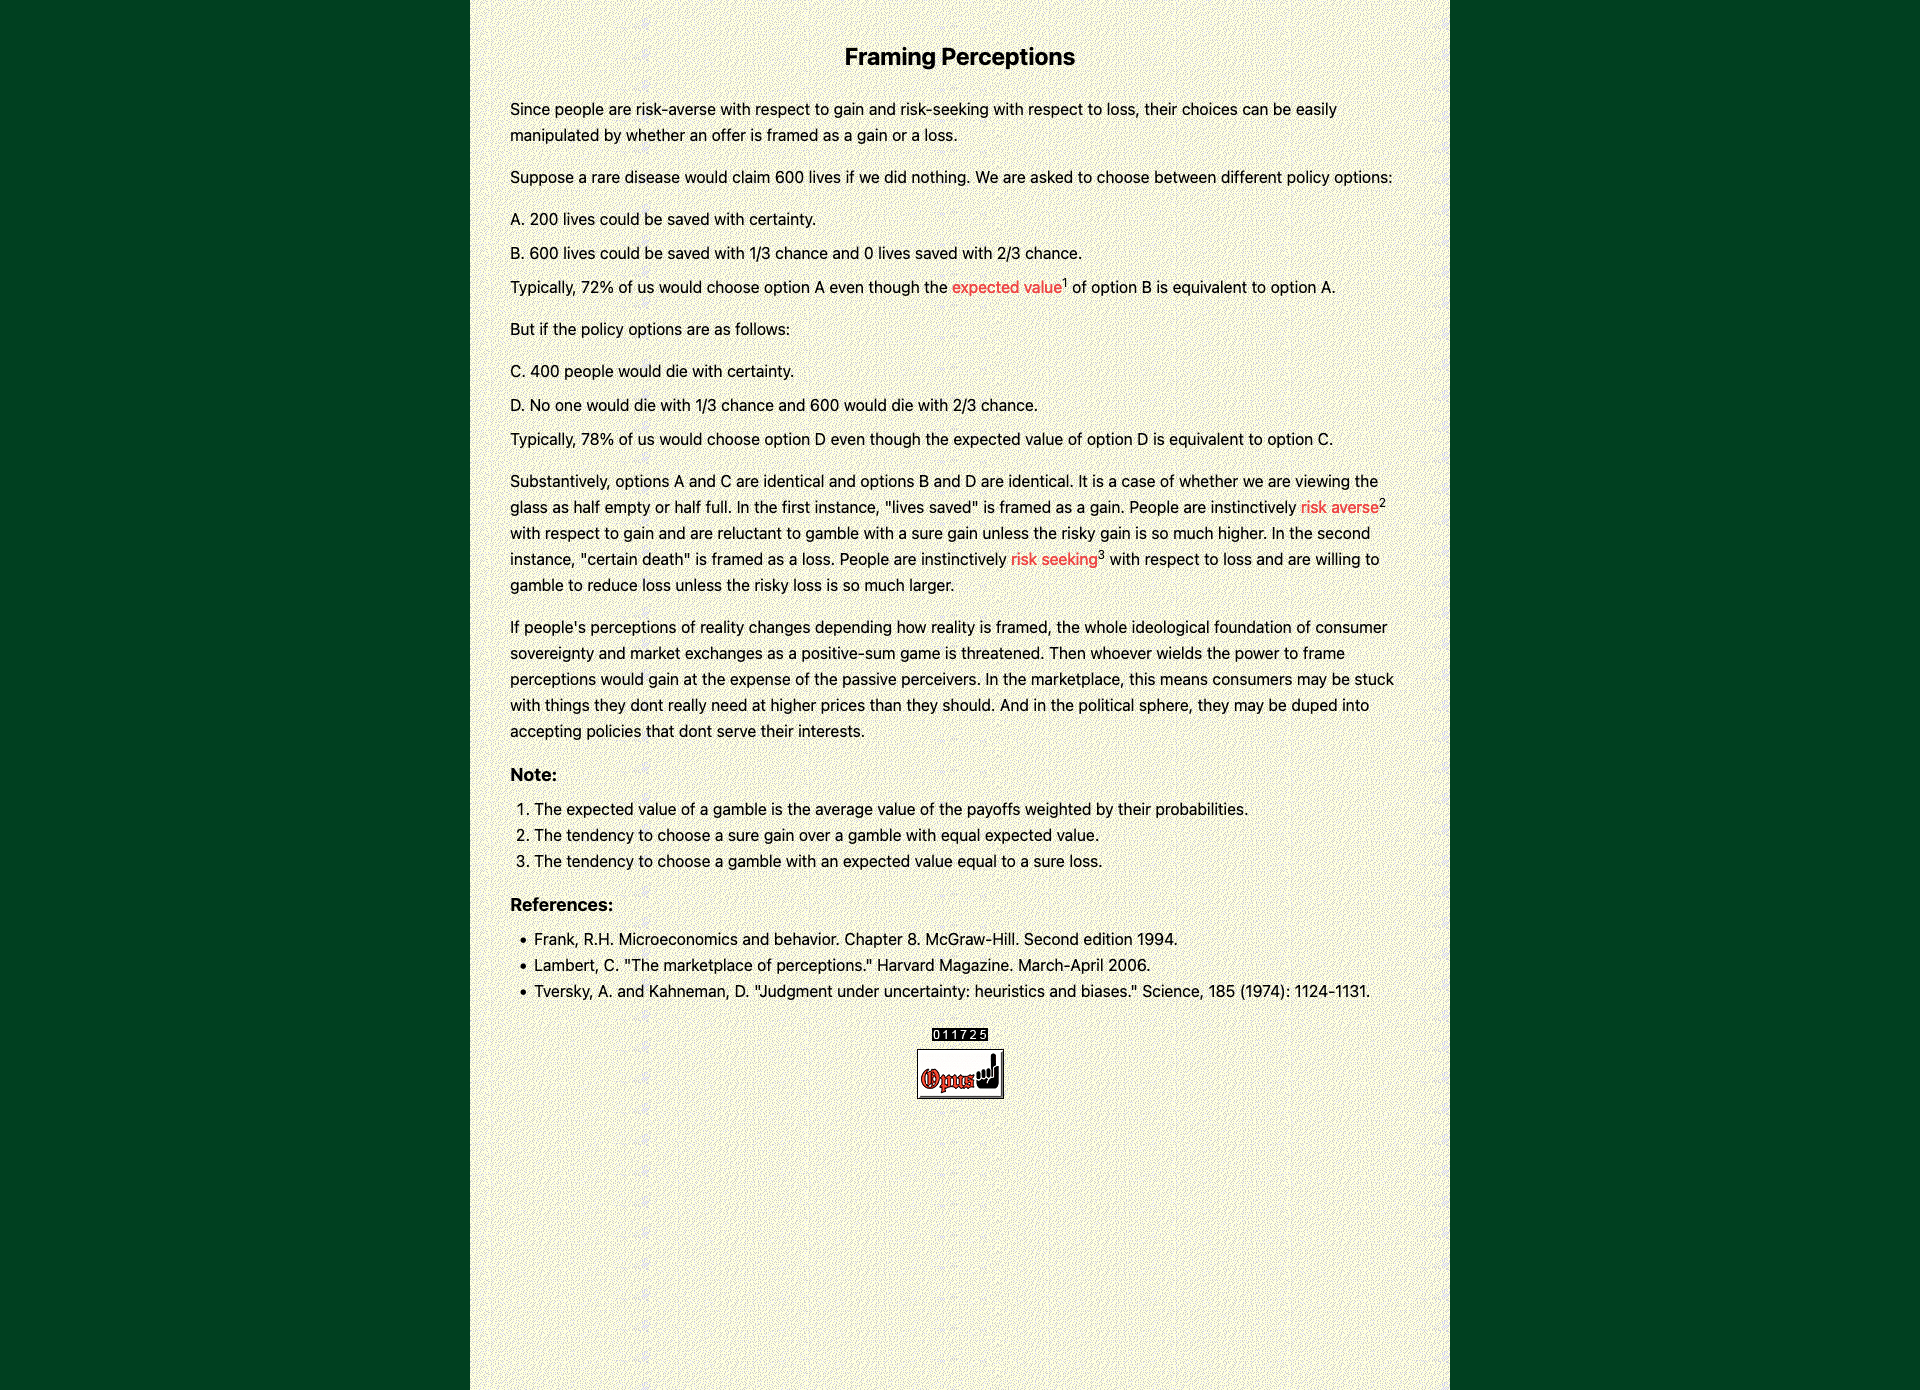 Framing Perceptions
Since people are risk-averse with respect to gain and risk-seeking with respect to loss, their choices can be easily
manipulated by whether an offer is framed as a gain or a loss.
Suppose a rare disease would claim 600 lives if we did nothing. We are asked to choose between different policy options:
A. 200 lives could be saved with certainty.
B. 600 lives could be saved with 1/3 chance and 0 lives saved with 2/3 chance.
Typically, 72% of us would choose option A even though the expected value1 of option B is equivalent to option A.
But if the policy options are as follows:
C. 400 people would die with certainty.
D. No one would die with 1/3 chance and 600 would die with 2/3 chance.
Typically, 78% of us would choose option D even though the expected value of option D is equivalent to option C.
Substantively, options A and C are identical and options B and D are identical. It is a case of whether we are viewing the
glass as half empty or half full. In the first instance, "lives saved" is framed as a gain. People are instinctively risk averse2
with respect to gain and are reluctant to gamble with a sure gain unless the risky gain is so much higher. In the second
instance, "certain death" is framed as a loss. People are instinctively risk seeking3 with respect to loss and are willing to
gamble to reduce loss unless the risky loss is so much larger.
If people's perceptions of reality changes depending how reality is framed, the whole ideological foundation of consumer
sovereignty and market exchanges as a positive-sum game is threatened. Then whoever wields the power to frame
perceptions would gain at the expense of the passive perceivers. In the marketplace, this means consumers may be stuck
with things they dont really need at higher prices than they should. And in the political sphere, they may be duped into
accepting policies that dont serve their interests.
Note:
1. The expected value of a gamble is the average value of the payoffs weighted by their probabilities.
2. The tendency to choose a sure gain over a gamble with equal expected value.
3. The tendency to choose a gamble with an expected value equal to a sure loss.
References:
• Frank, R.H. Microeconomics and behavior. Chapter 8. McGraw-Hill. Second edition 1994.
• Lambert, C. "The marketplace of perceptions." Harvard Magazine. March-April 2006.
• Tversky, A. and Kahneman, D. "Judgment under uncertainty: heuristics and biases." Science, 185 (1974): 1124-1131.
011725
Opus